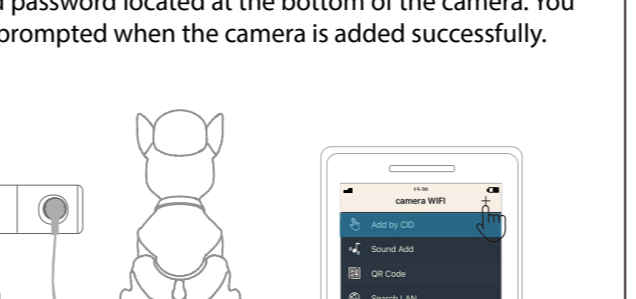 password located at the bottom of the camera. You
prompted when the camera is added successfully.
15:36
camera WIFI
+
Add by CID
Sound Add
QR Code
Search LAN